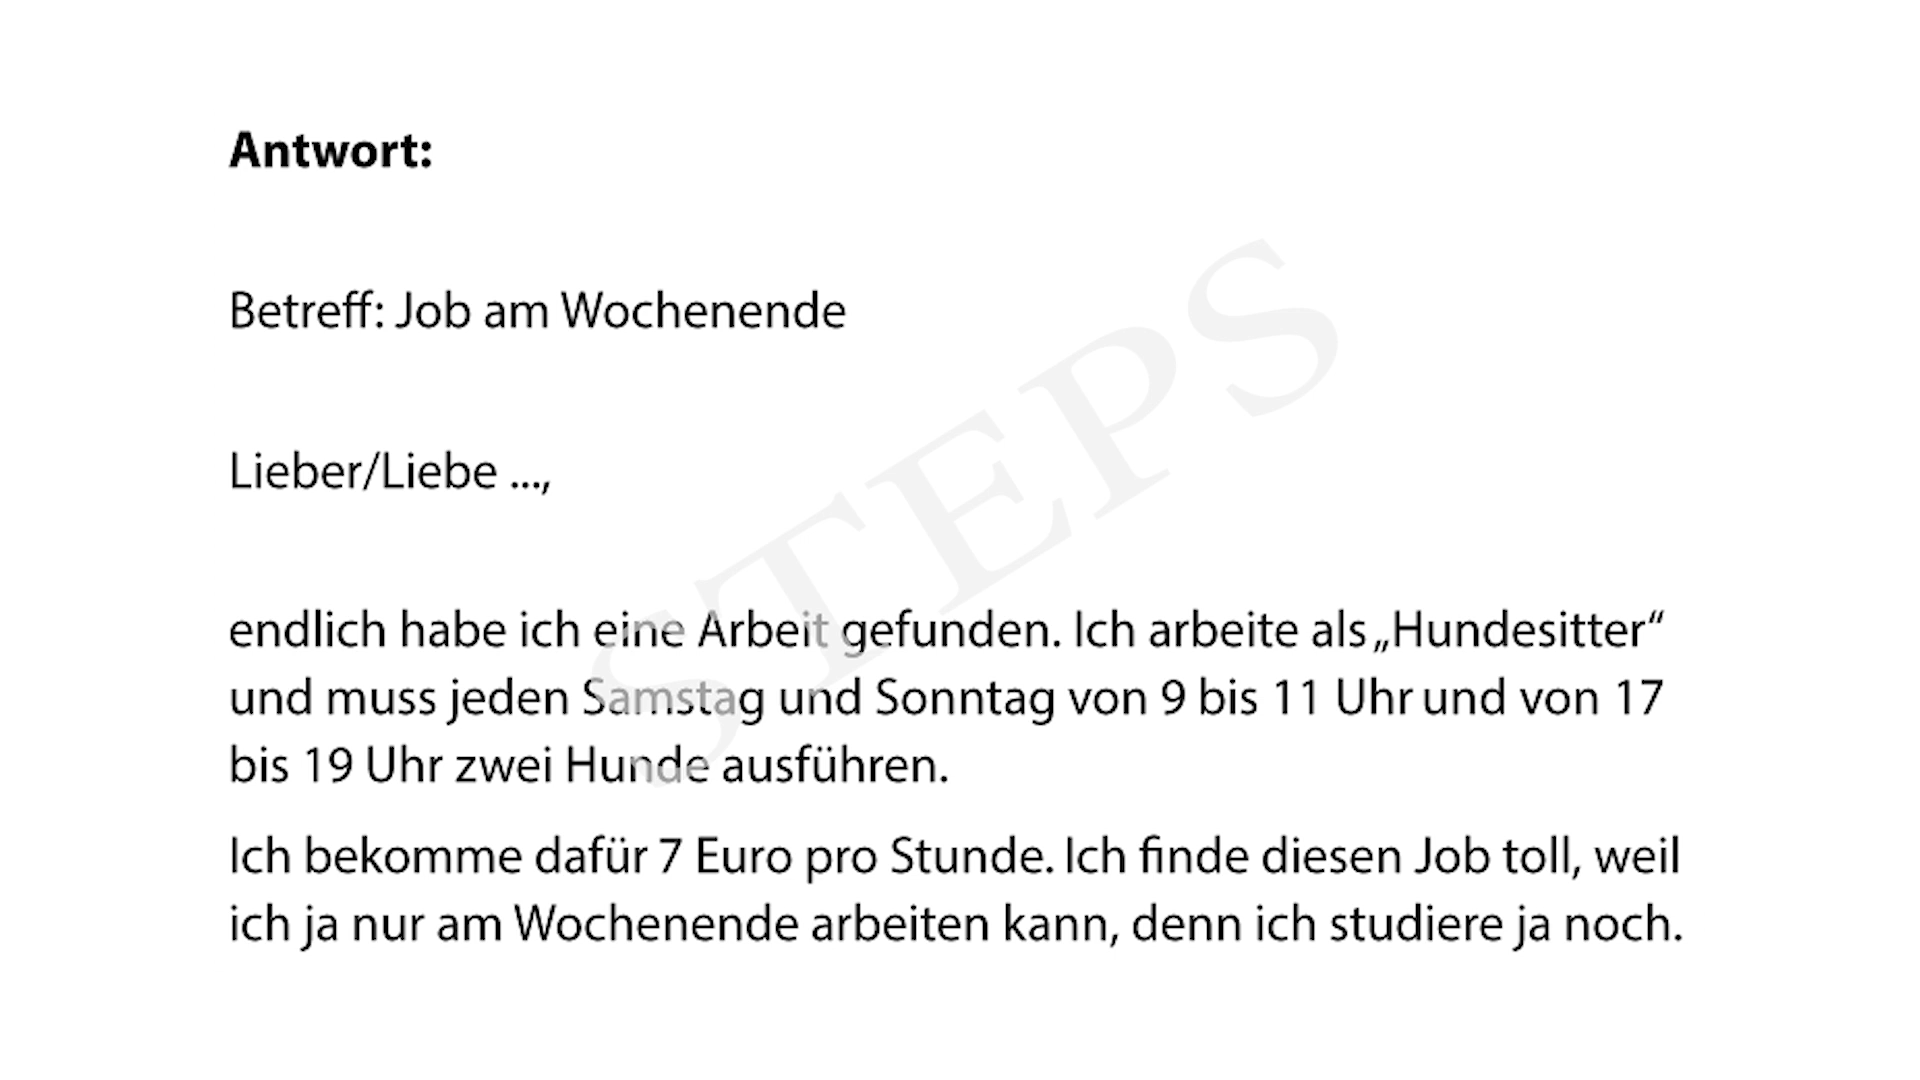 Antwort:
Betreff: Job am Wochenende
Lieber/Liebe ...,
endlich habe ich eine Arbeit gefunden. Ich arbeite als „Hundesitter“
und muss jeden Samstag und Sonntag von 9 bis 11 Uhr und von 17
bis 19 Uhr zwei Hunde ausführen.
Ich bekomme dafür 7 Euro pro Stunde. Ich finde diesen Job toll, weil
ich ja nur am Wochenende arbeiten kann, denn ich studiere ja noch.
STEPS